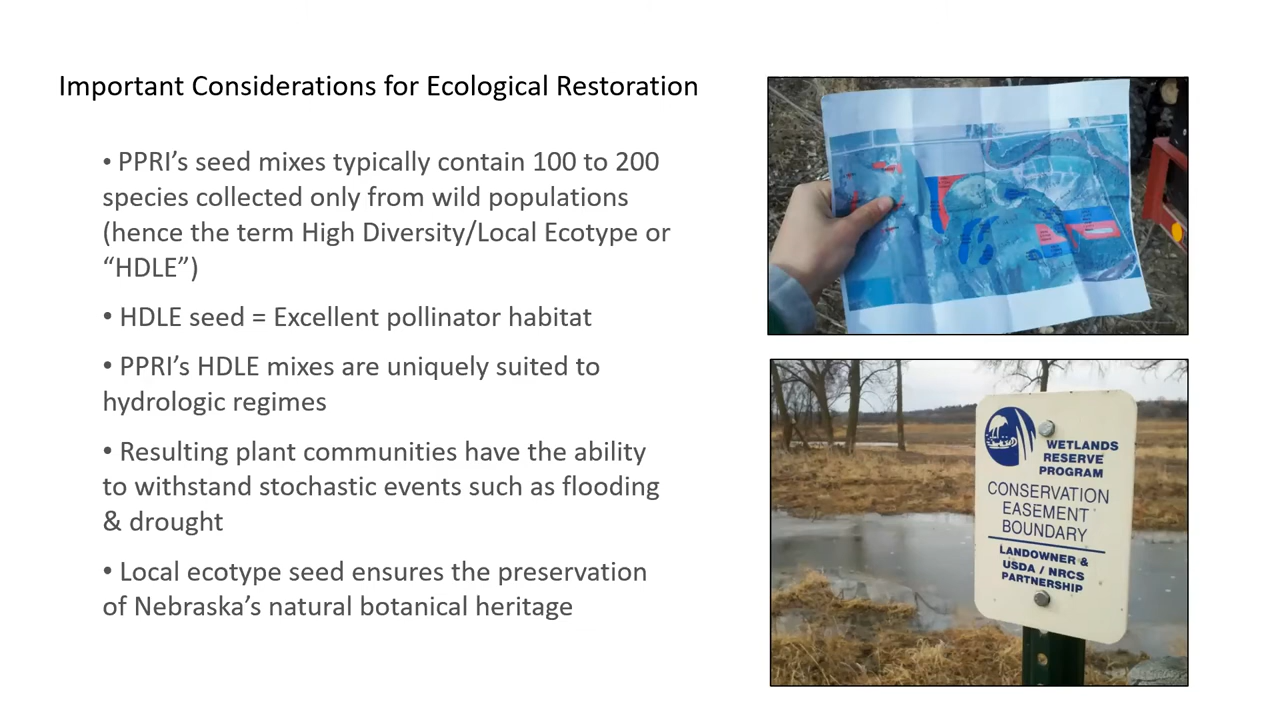 Important Considerations for Ecological Restoration
• PPRI’s seed mixes typically contain 100 to 200
species collected only from wild populations
(hence the term High Diversity/Local Ecotype or
“HDLE”)
• HDLE seed = Excellent pollinator habitat
• PPRI’s HDLE mixes are uniquely suited to
hydrologic regimes
• Resulting plant communities have the ability
to withstand stochastic events such as flooding
& drought
• Local ecotype seed ensures the preservation
of Nebraska’s natural botanical heritage
WETLANDS
RESERVE
PROGRAM
CONSERVATION
EASEMENT
BOUNDARY
LANDOWNER &
USDA / NRCS
PARTNERSHIP